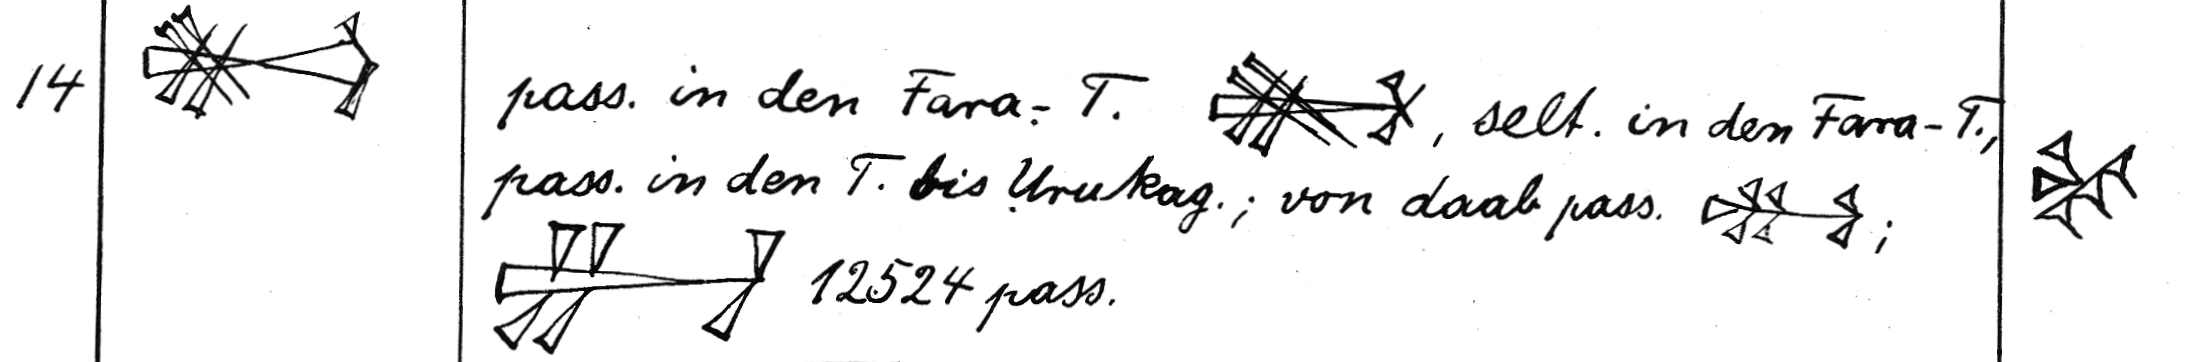 14
pass. in den Fara-T. , selt. in den Fara-T.,
pass. in den T. bis Urukag.; von daab pass. ;
12524 pass.